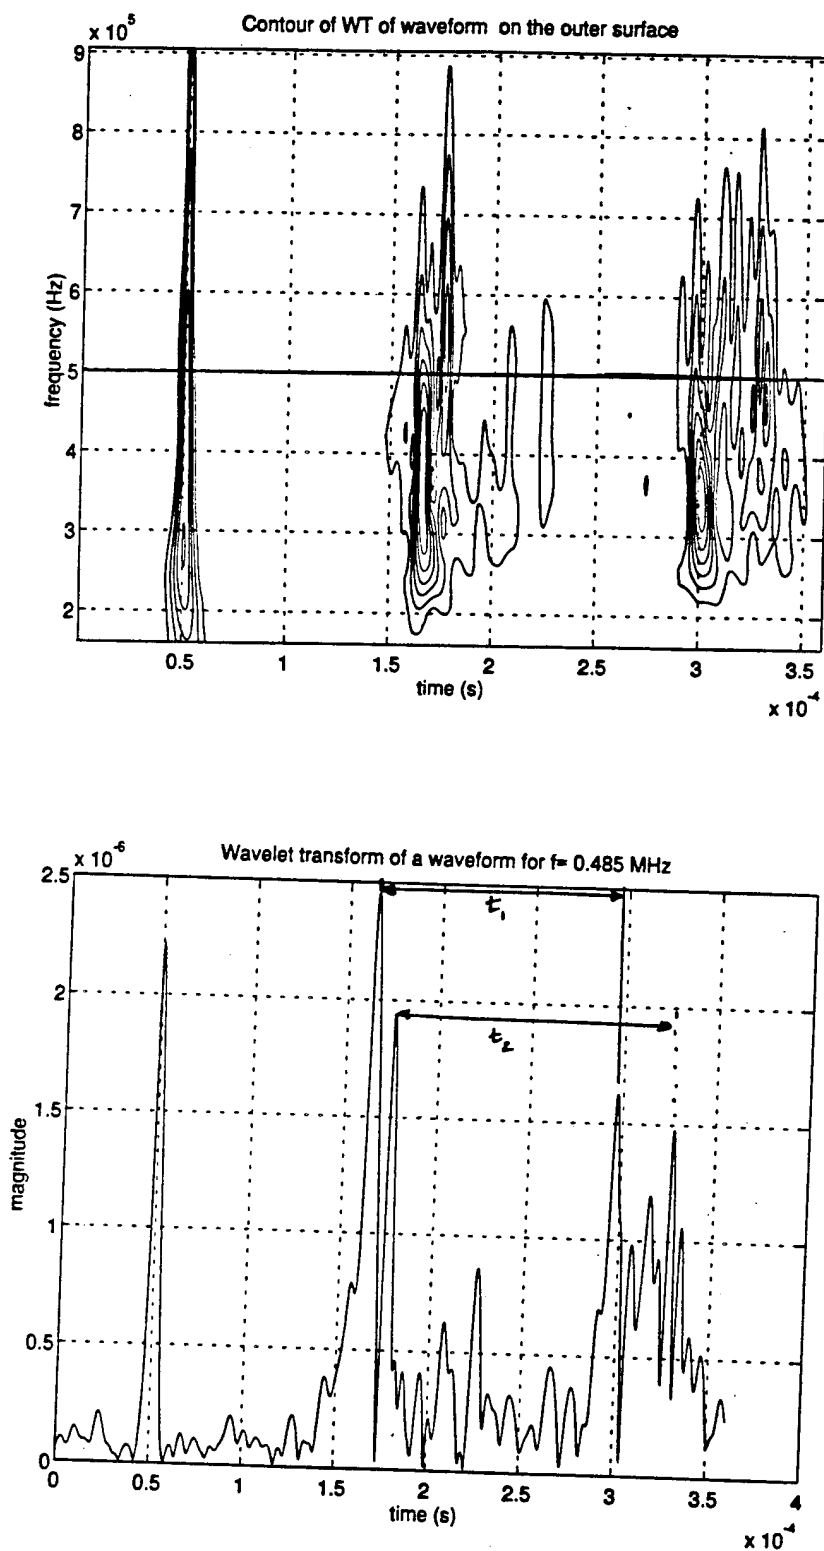 Contour of WT of waveform on the outer surface
x 10^5
9
8
7
6
5
4
3
2
frequency (Hz)
0.5 1 1.5 2 2.5 3 3.5
time (s)
x 10^-4
Wavelet transform of a waveform for f= 0.485 MHz
x 10^-6
2.5
2
1.5
1
0.5
0
magnitude
t1
t2
0 0.5 1 1.5 2 2.5 3 3.5 4
time (s)
x 10^-4